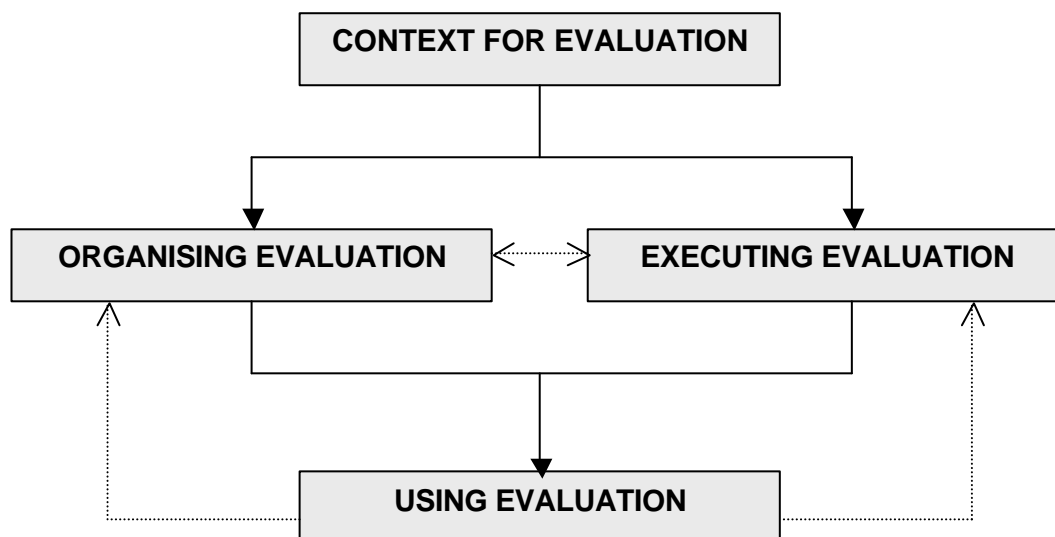 CONTEXT FOR EVALUATION
ORGANISING EVALUATION
EXECUTING EVALUATION
USING EVALUATION